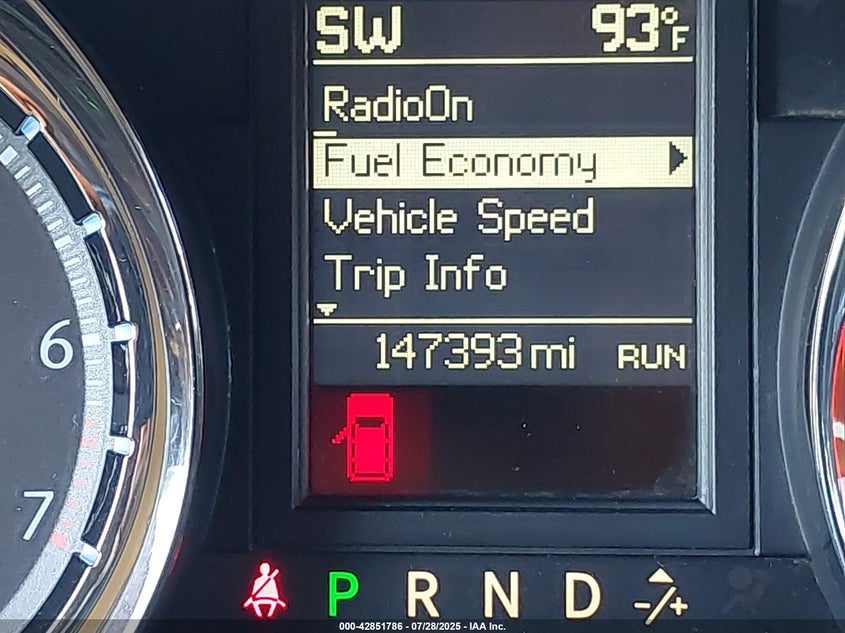 SW 93°F
RadioOn
Fuel Economy
Vehicle Speed
Trip Info
147393 mi RUN
6
7
P R N D -/+
000-42851786 - 07/28/2025 - IAA Inc.